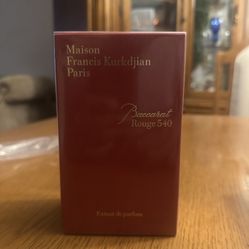 Maison
Francis Kurkdjian
Paris
Baccarat
Rouge 540
Extrait de parfum